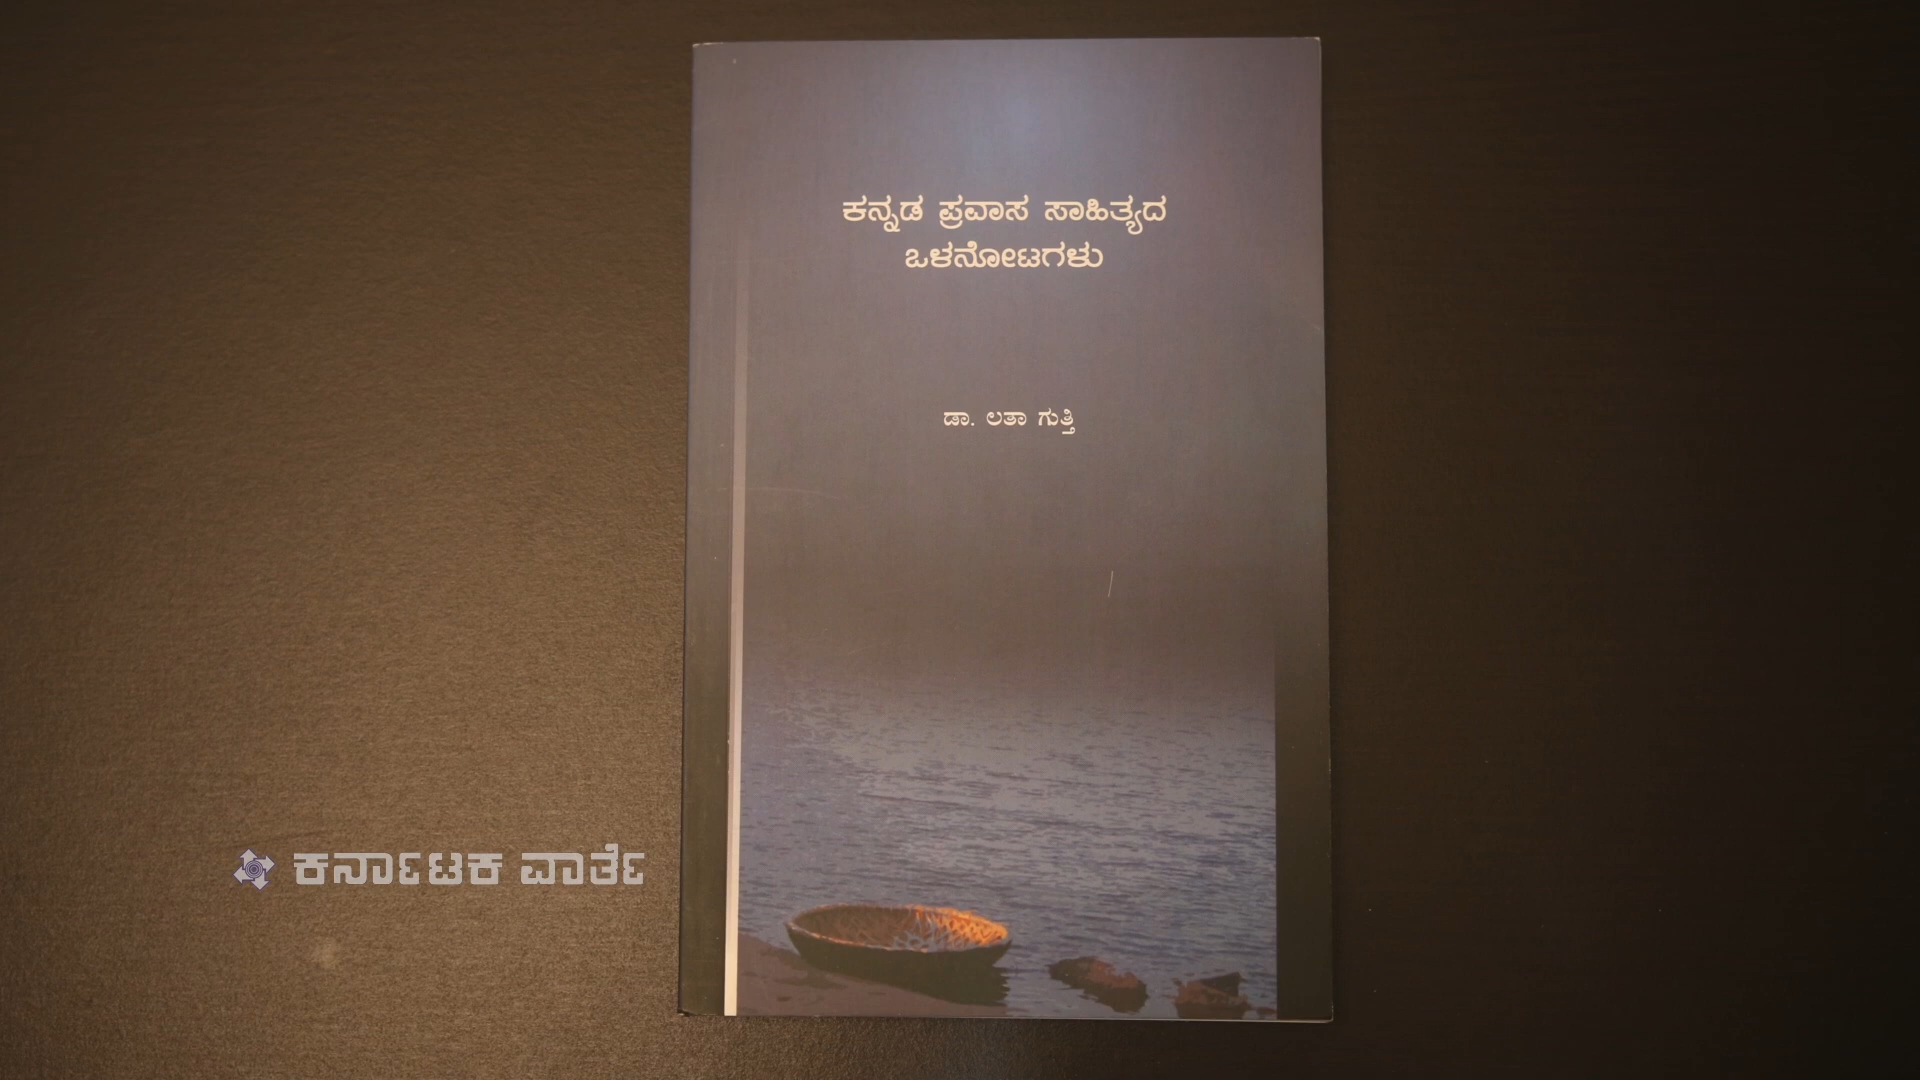 ಕನ್ನಡ ಪ್ರವಾಸ ಸಾಹಿತ್ಯದ
ಒಳನೋಟಗಳು
ಡಾ. ಲತಾ ಗುತ್ತಿ
ಕರ್ನಾಟಕ ವಾರ್ತೆ